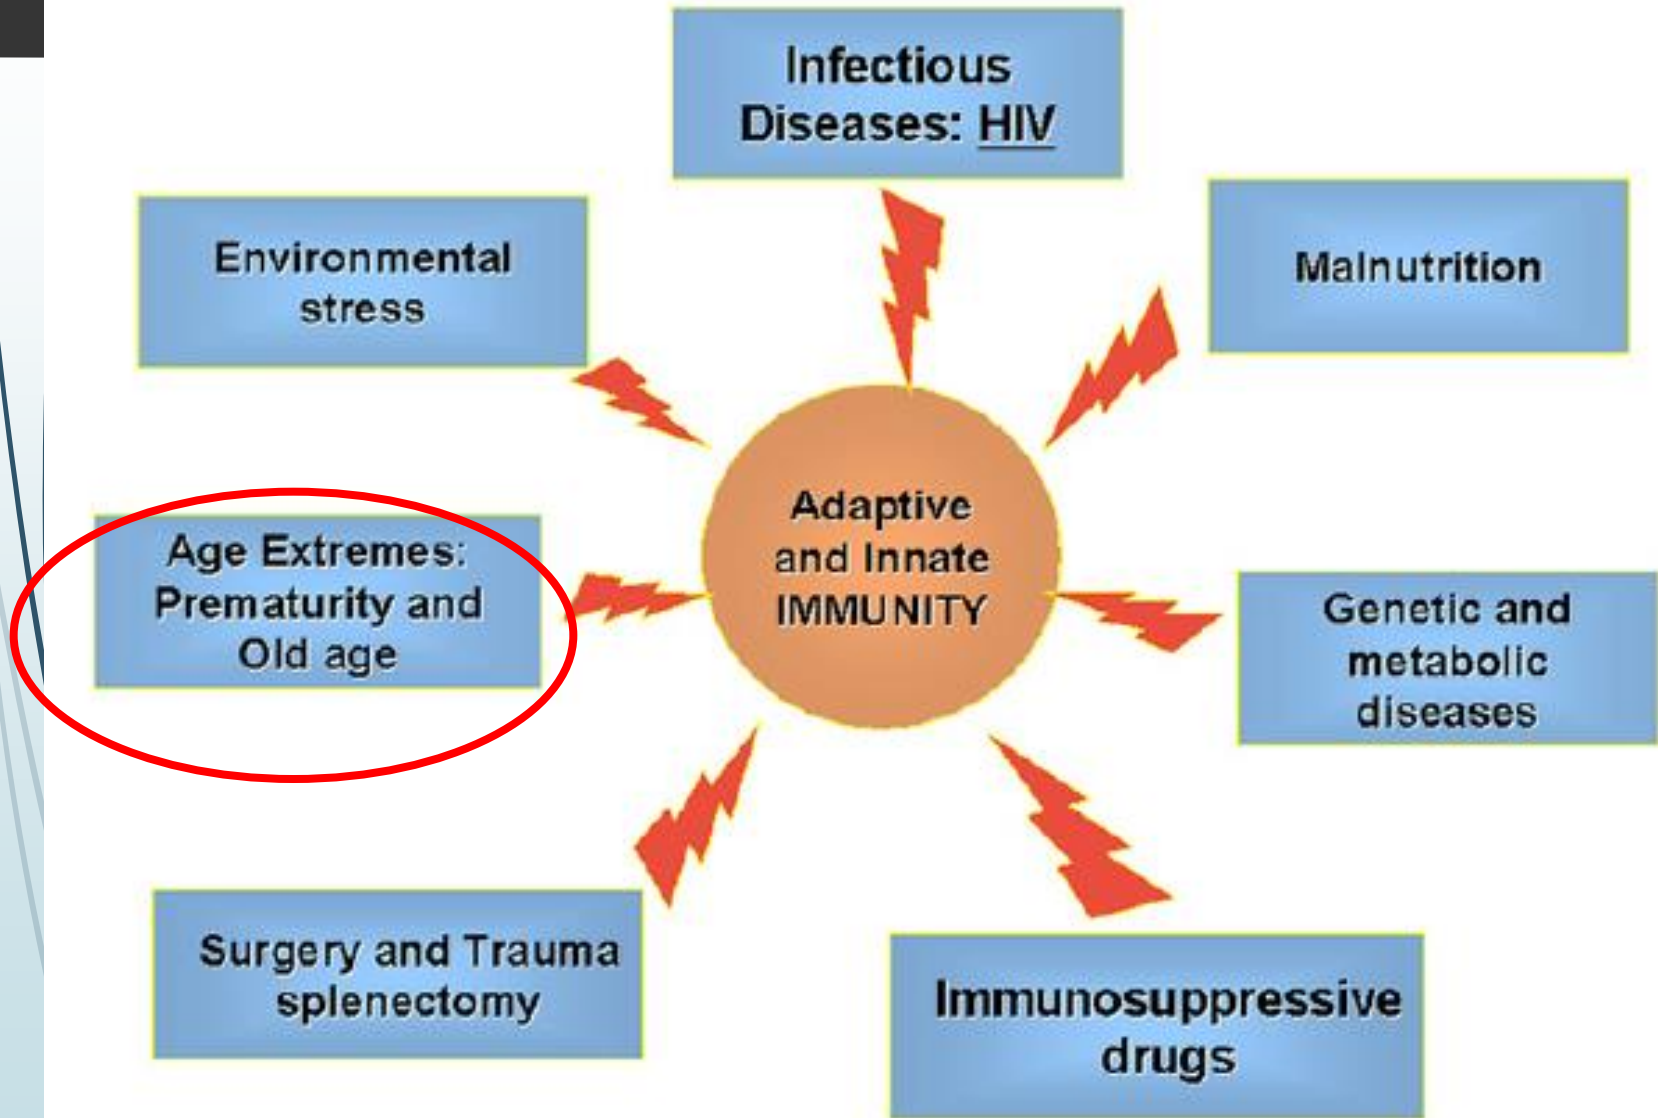 Infectious
Diseases: HIV
Environmental
stress
Malnutrition
Adaptive
and Innate
IMMUNITY
Age Extremes:
Prematurity and
Old age
Genetic and
metabolic
diseases
Surgery and Trauma
splenectomy
Immunosuppressive
drugs